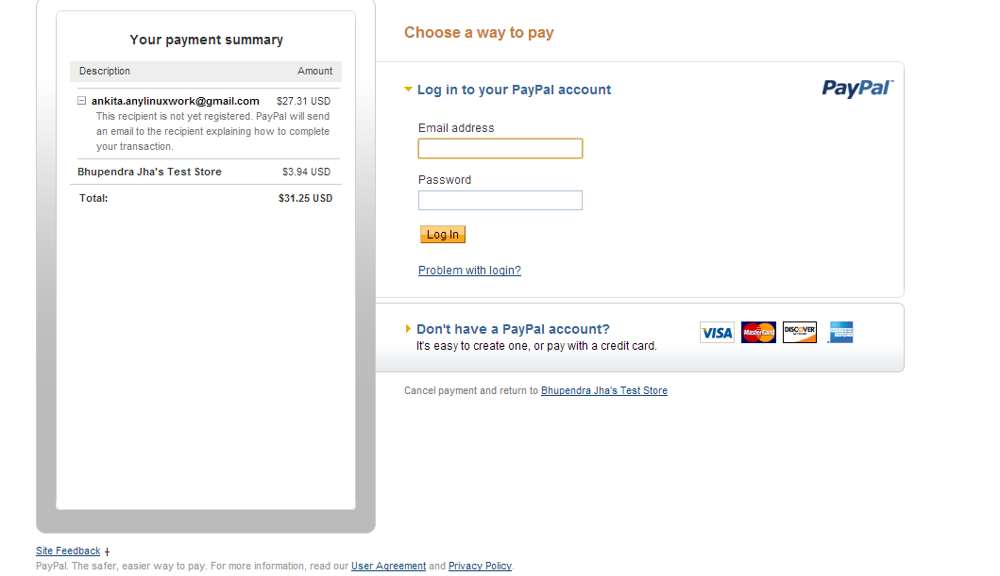 Your payment summary
Description Amount
ankita.anylinuxwork@gmail.com $27.31 USD
This recipient is not yet registered. PayPal will send
an email to the recipient explaining how to complete
your transaction.
Bhupendra Jha's Test Store $3.94 USD
Total: $31.25 USD
Choose a way to pay
Log in to your PayPal account
PayPal™
Email address
Password
Log In
Problem with login?
Don't have a PayPal account?
It's easy to create one, or pay with a credit card.
VISA MasterCard DISCOVER
Cancel payment and return to Bhupendra Jha's Test Store
Site Feedback
PayPal. The safer, easier way to pay. For more information, read our User Agreement and Privacy Policy.